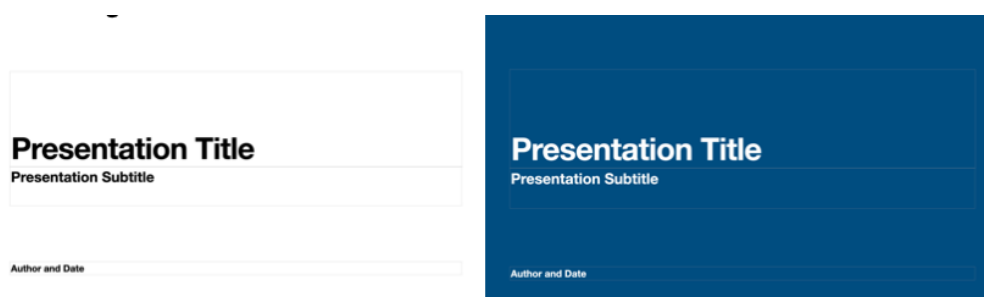 Presentation Title
Presentation Subtitle
Author and Date
Presentation Title
Presentation Subtitle
Author and Date